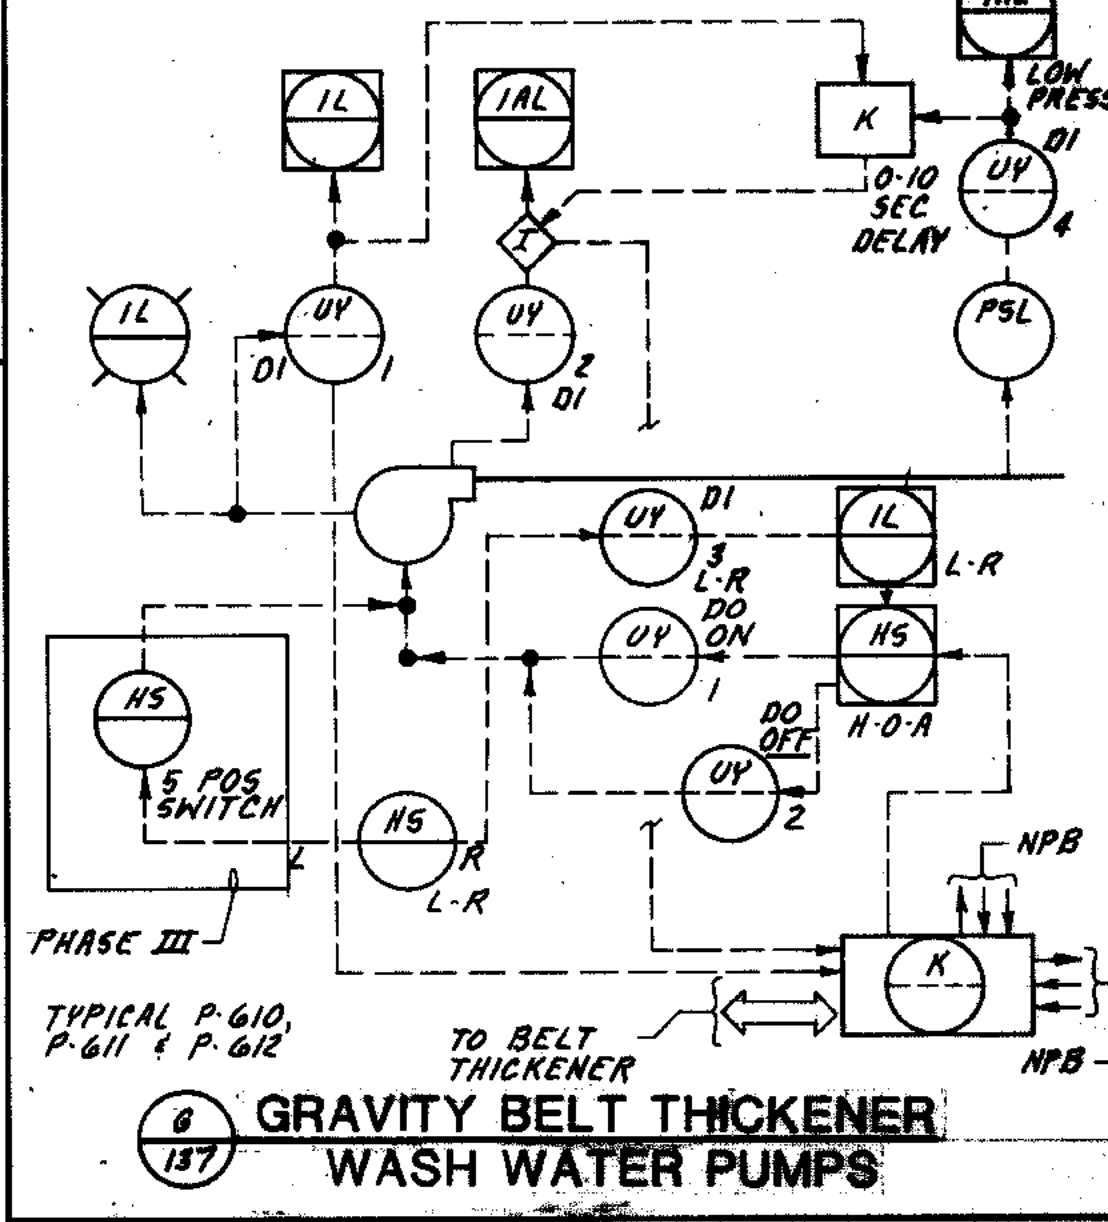 LOW
PRESS
IL
IAL
K
DI
UY
4
0-10
SEC
DELAY
I
IL
UY
DI
1
UY
2
DI
PSL
UY
DI
3
L-R
IL
L-R
DO
ON
UY
1
HS
H-O-A
HS
5 POS
SWITCH
DO
OFF
UY
2
L
HS
R
L-R
NPB
PHASE III
K
TYPICAL P-610,
P-611 & P-612
TO BELT
THICKENER
NPB
G
137
GRAVITY BELT THICKENER
WASH WATER PUMPS